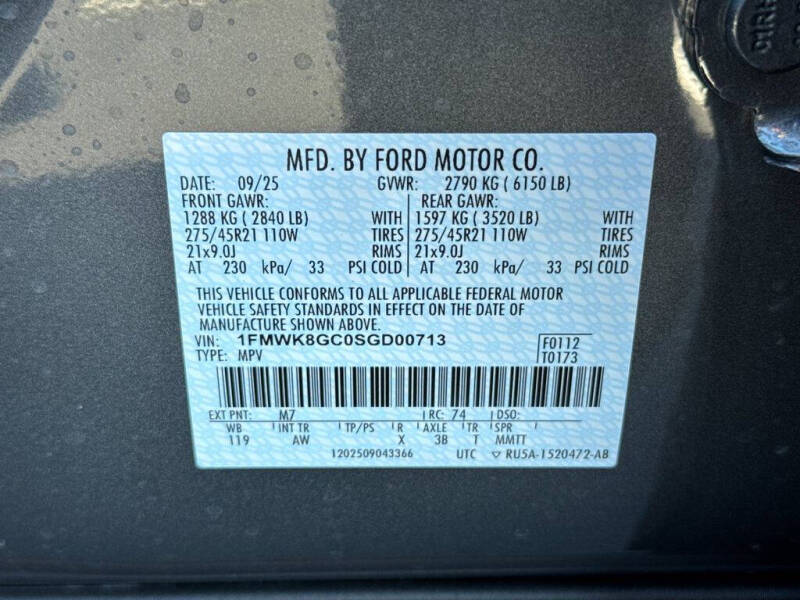 MFD. BY FORD MOTOR CO.
DATE: 09/25 GVWR: 2790 KG ( 6150 LB)
FRONT GAWR: REAR GAWR:
1288 KG ( 2840 LB) WITH 1597 KG ( 3520 LB) WITH
275/45R21 110W TIRES 275/45R21 110W TIRES
21x9.0J RIMS 21x9.0J RIMS
AT 230 kPa/ 33 PSI COLD AT 230 kPa/ 33 PSI COLD
THIS VEHICLE CONFORMS TO ALL APPLICABLE FEDERAL MOTOR
VEHICLE SAFETY STANDARDS IN EFFECT ON THE DATE OF
MANUFACTURE SHOWN ABOVE.
VIN: 1FMWK8GC0SGD00713 F0112
TYPE: MPV T0173
EXT PNT: M7 RC: 74 DSO:
WB INT TR TP/PS R AXLE TR SPR
119 AW X 3B T MMTT
1202509043366 UTC ▽ RU5A-1520472-AB